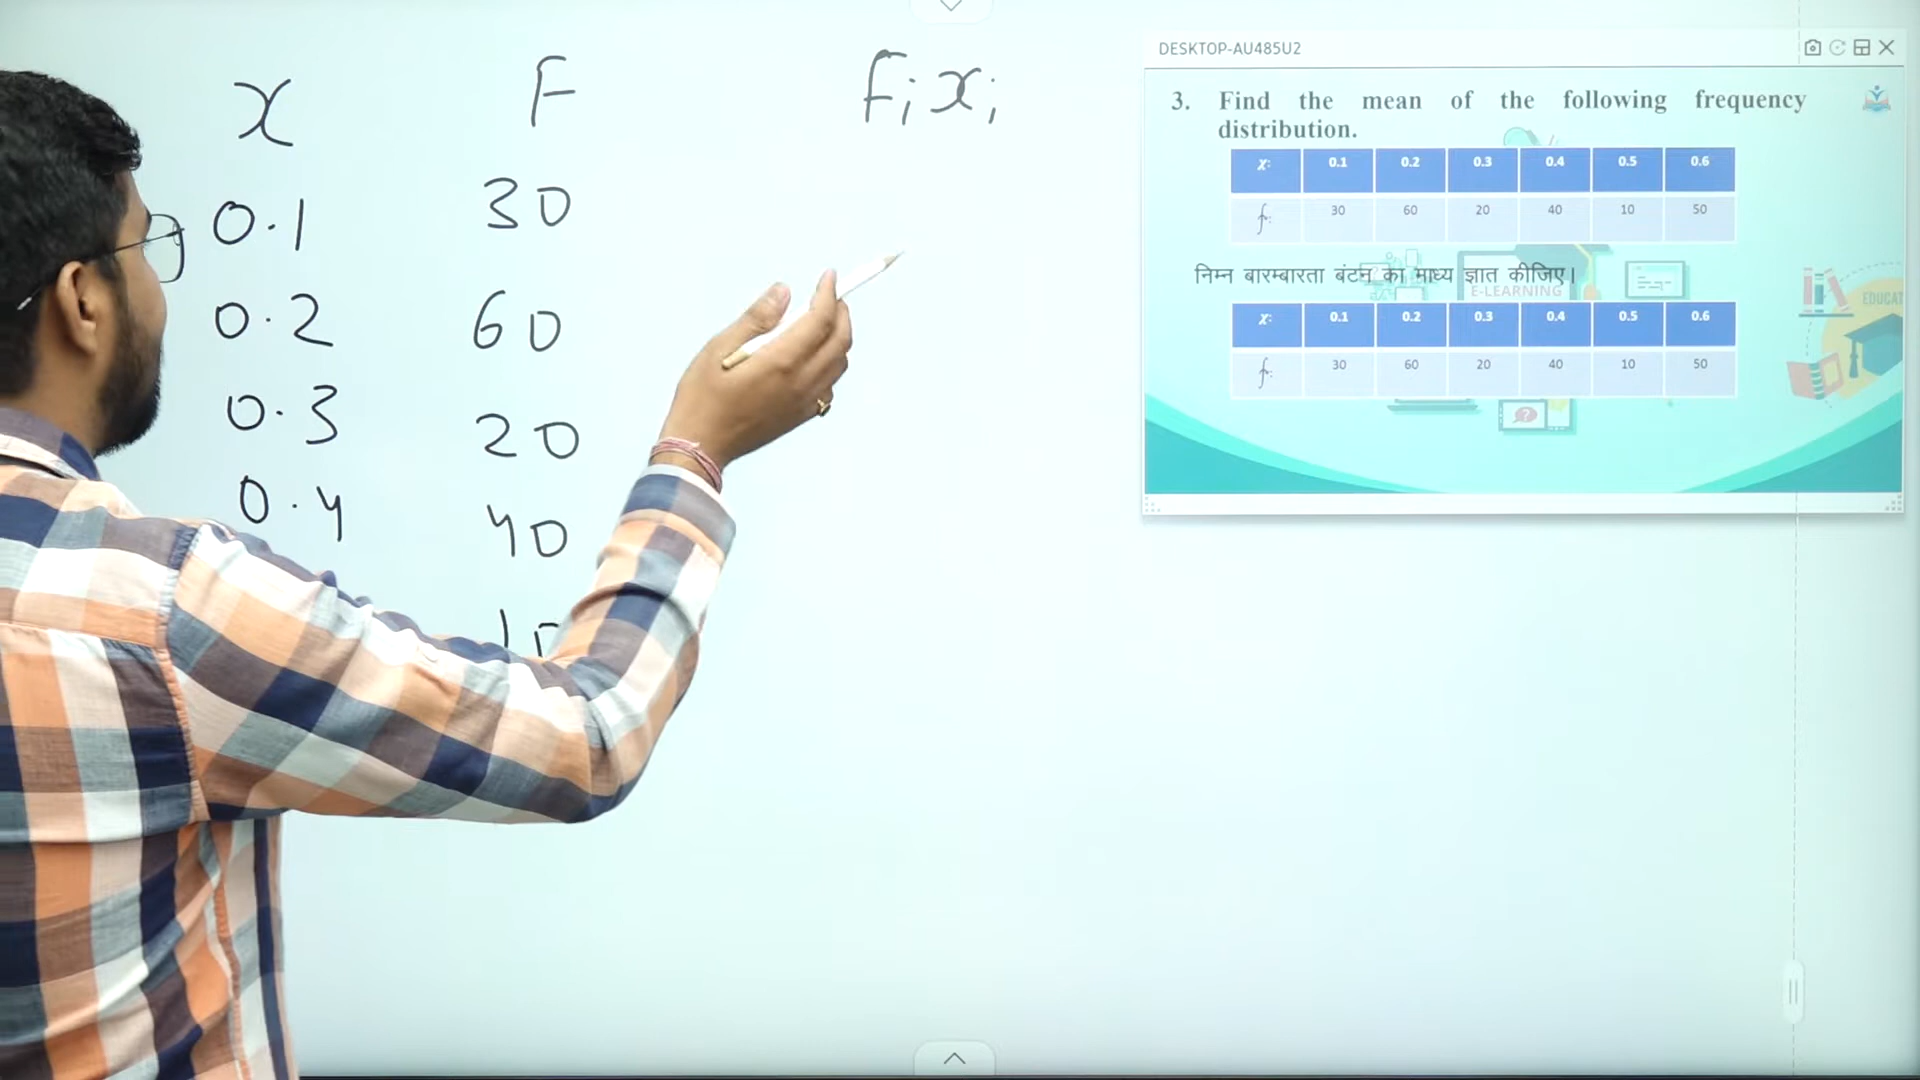 x F fixi
0.1 30
0.2 60
0.3 20
0.4 40
10
DESKTOP-AU485U2
3. Find the mean of the following frequency
distribution.
x: 0.1 0.2 0.3 0.4 0.5 0.6
f: 30 60 20 40 10 50
निम्न बारम्बारता बंटन का माध्य ज्ञात कीजिए।
E-LEARNING
x: 0.1 0.2 0.3 0.4 0.5 0.6
f: 30 60 20 40 10 50
EDUCAT